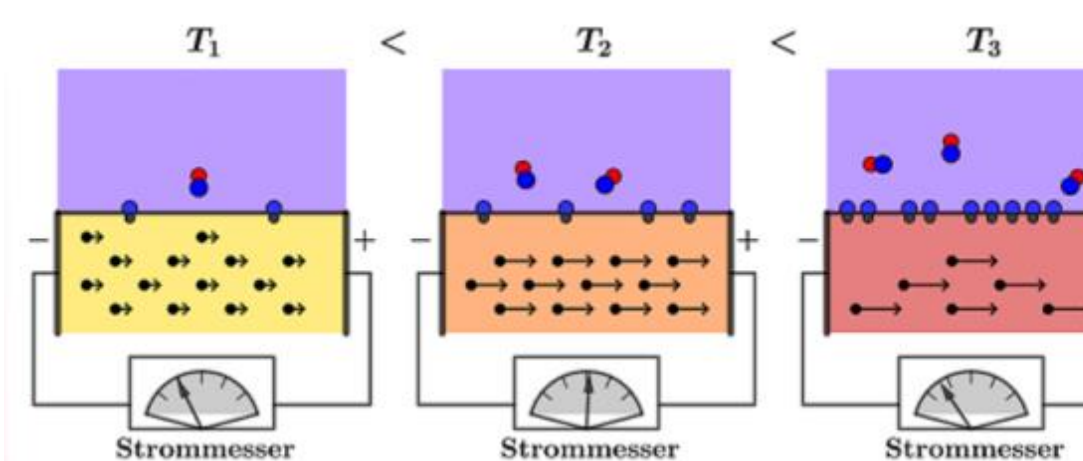 T₁ < T₂ < T₃
− + − + −
Strommesser Strommesser Strommesser